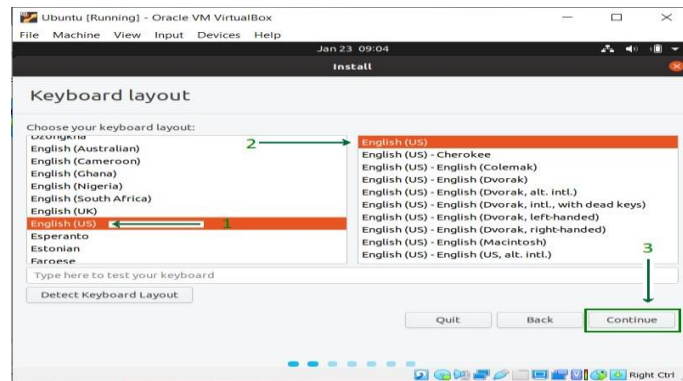 Ubuntu [Running] - Oracle VM VirtualBox
File Machine View Input Devices Help
Jan 23 09:04
Install
Keyboard layout
Choose your keyboard layout:
Dzongkha
English (Australian)
English (Cameroon)
English (Ghana)
English (Nigeria)
English (South Africa)
English (UK)
English (US)
1
Esperanto
Estonian
Faroese
2
English (US)
English (US) - Cherokee
English (US) - English (Colemak)
English (US) - English (Dvorak)
English (US) - English (Dvorak, alt. intl.)
English (US) - English (Dvorak, intl., with dead keys)
English (US) - English (Dvorak, left-handed)
English (US) - English (Dvorak, right-handed)
English (US) - English (Macintosh)
English (US) - English (US, alt. intl.)
3
Type here to test your keyboard
Detect Keyboard Layout
Quit Back Continue
Right Ctrl